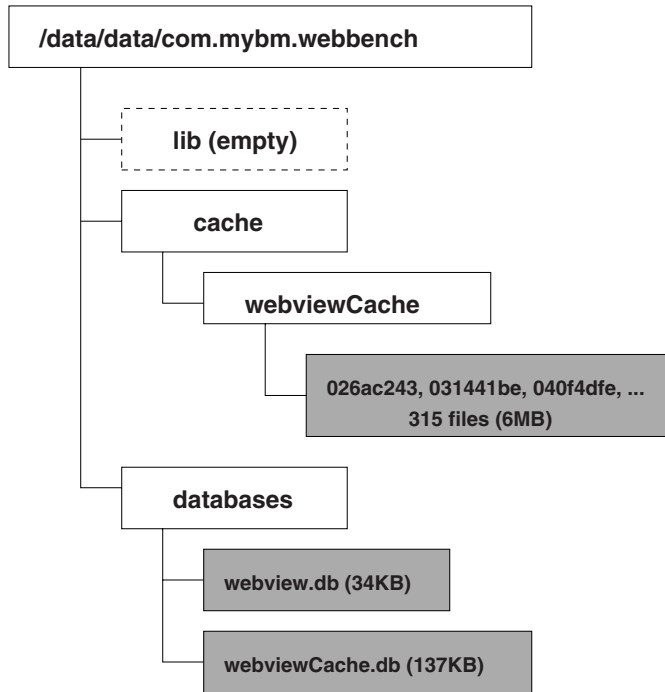 /data/data/com.mybm.webbench
lib (empty)
cache
webviewCache
026ac243, 031441be, 040f4dfe, ...
315 files (6MB)
databases
webview.db (34KB)
webviewCache.db (137KB)